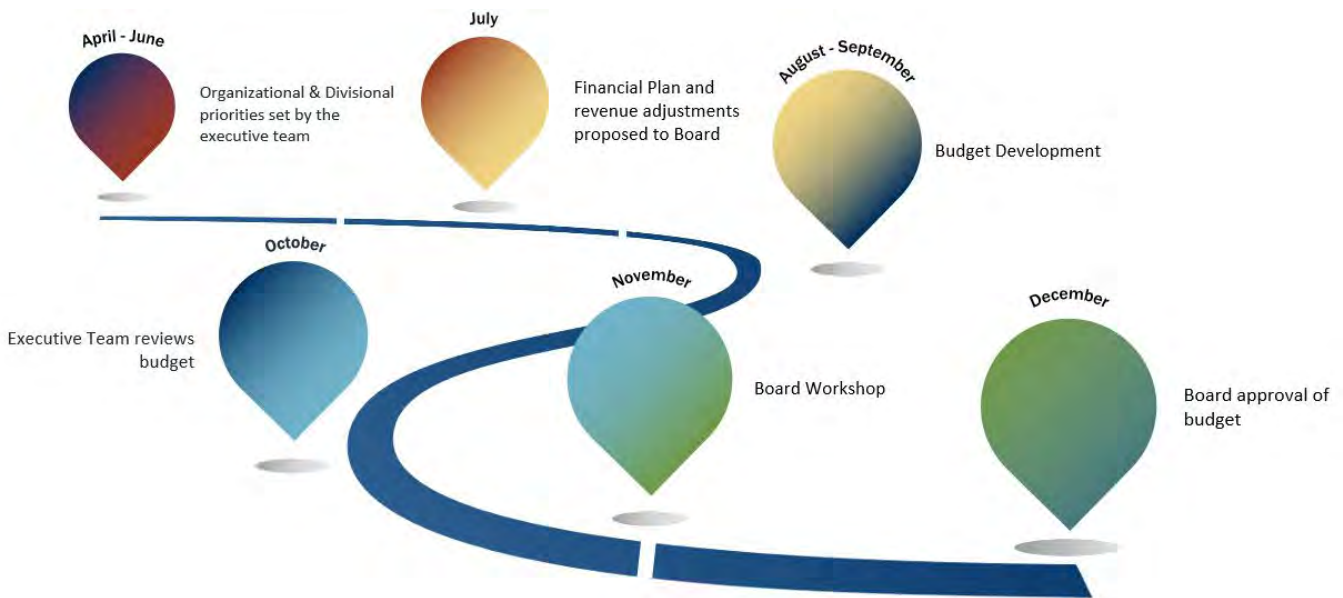 April - June
Organizational & Divisional
priorities set by the
executive team
July
Financial Plan and
revenue adjustments
proposed to Board
August - September
Budget Development
October
Executive Team reviews
budget
November
Board Workshop
December
Board approval of
budget